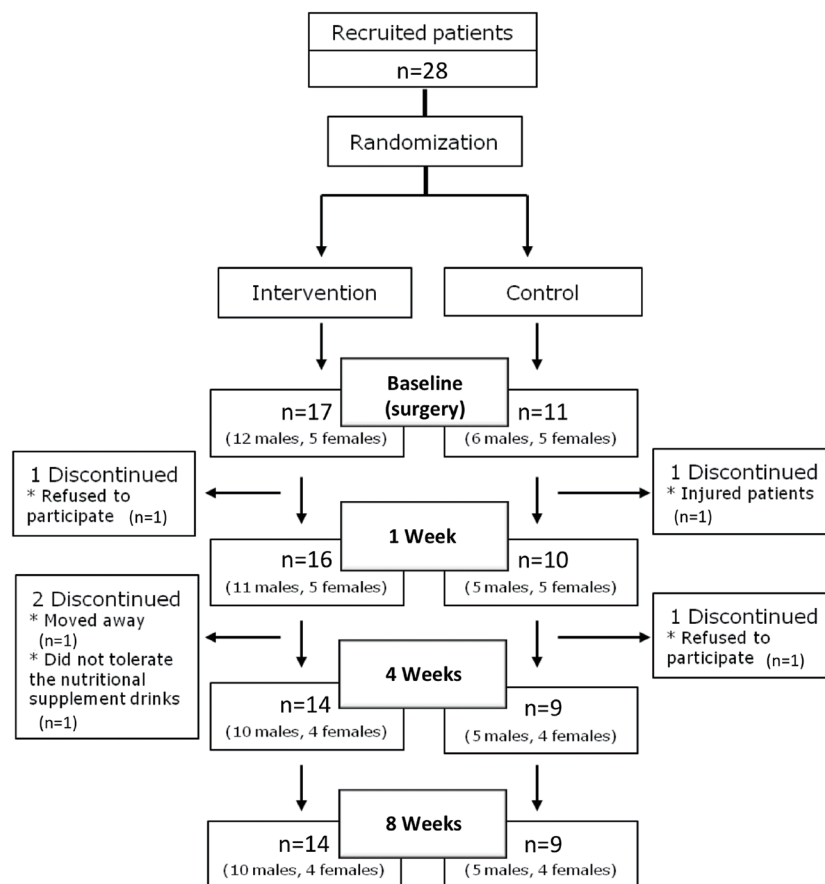 Recruited patients
n=28
Randomization
Intervention
Control
Baseline
(surgery)
n=17
(12 males, 5 females)
n=11
(6 males, 5 females)
1 Discontinued
* Refused to
participate (n=1)
1 Discontinued
* Injured patients
(n=1)
1 Week
n=16
(11 males, 5 females)
n=10
(5 males, 5 females)
2 Discontinued
* Moved away
(n=1)
* Did not tolerate
the nutritional
supplement drinks
(n=1)
1 Discontinued
* Refused to
participate (n=1)
4 Weeks
n=14
(10 males, 4 females)
n=9
(5 males, 4 females)
8 Weeks
n=14
(10 males, 4 females)
n=9
(5 males, 4 females)